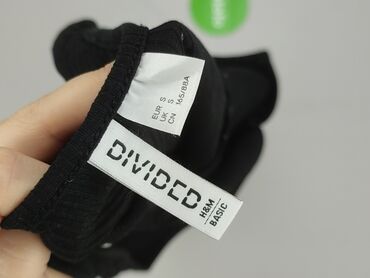 EUR S
UK S
CN 165/88A
DIVIDED
H&M
BASIC